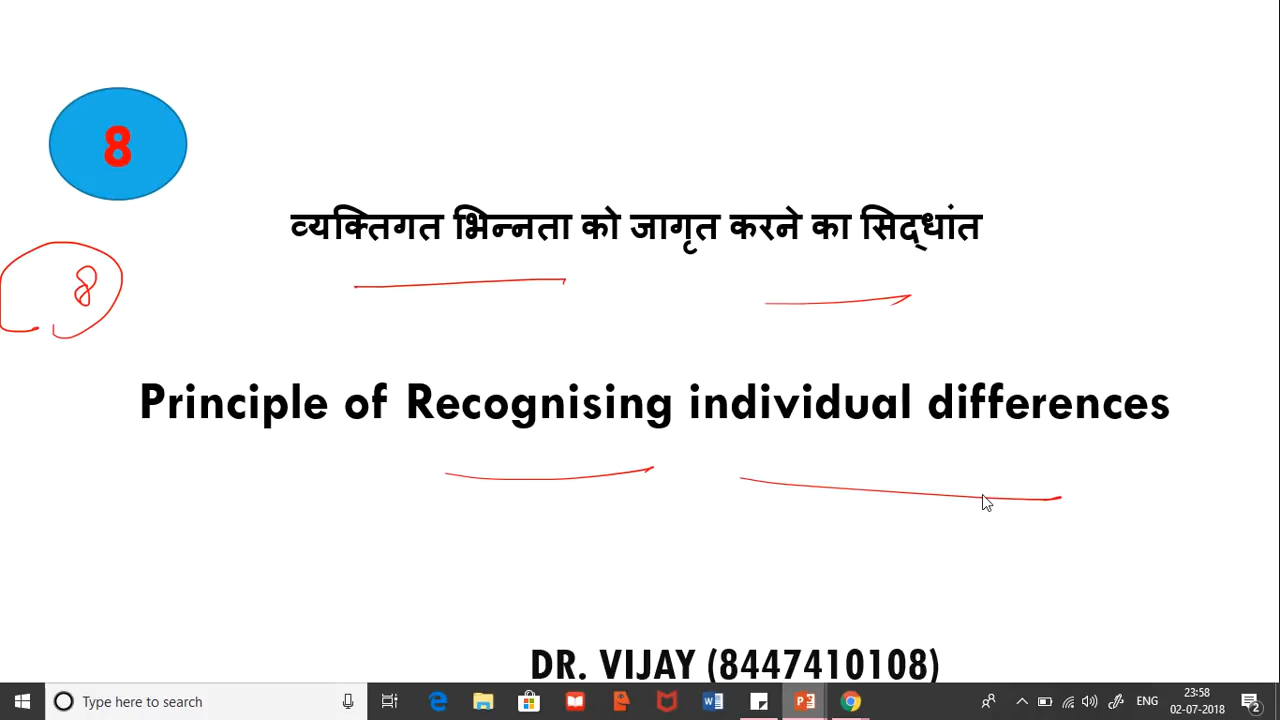 8
व्यक्तिगत भिन्नता को जागृत करने का सिद्धांत
8
Principle of Recognising individual differences
DR. VIJAY (8447410108)
Type here to search
ENG
23:58
02-07-2018
2